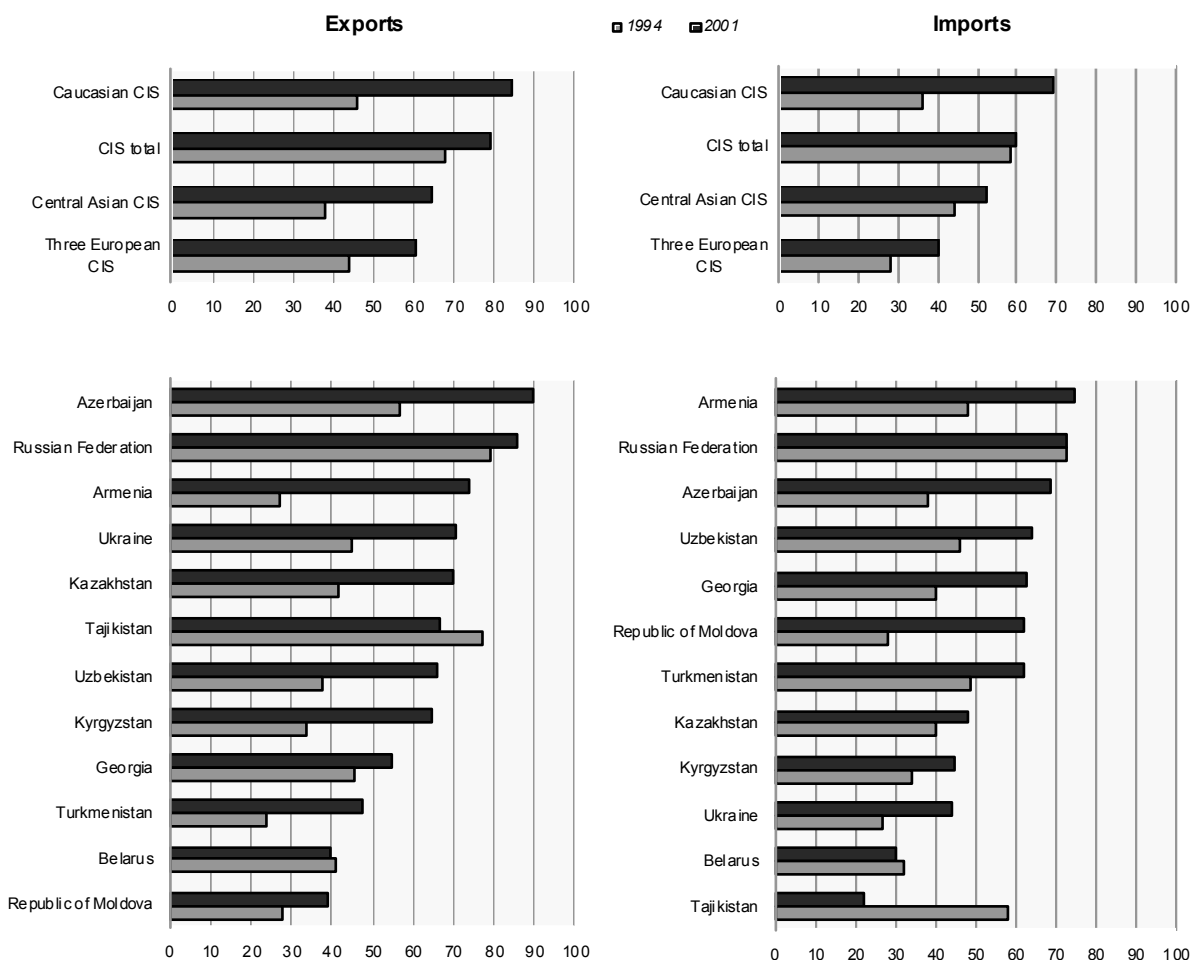 Exports
1994 2001
Imports
Caucasian CIS
CIS total
Central Asian CIS
Three European
CIS
0 10 20 30 40 50 60 70 80 90 100
Caucasian CIS
CIS total
Central Asian CIS
Three European
CIS
0 10 20 30 40 50 60 70 80 90 100
Azerbaijan
Russian Federation
Armenia
Ukraine
Kazakhstan
Tajikistan
Uzbekistan
Kyrgyzstan
Georgia
Turkmenistan
Belarus
Republic of Moldova
0 10 20 30 40 50 60 70 80 90 100
Armenia
Russian Federation
Azerbaijan
Uzbekistan
Georgia
Republic of Moldova
Turkmenistan
Kazakhstan
Kyrgyzstan
Ukraine
Belarus
Tajikistan
0 10 20 30 40 50 60 70 80 90 100